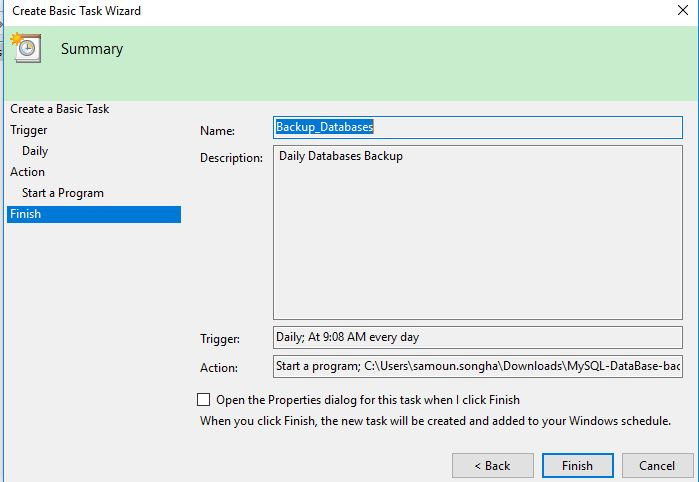 Create Basic Task Wizard
Summary
Create a Basic Task
Trigger
Daily
Action
Start a Program
Finish
Name:
Backup_Databases
Description:
Daily Databases Backup
Trigger:
Daily; At 9:08 AM every day
Action:
Start a program; C:\Users\samoun.songha\Downloads\MySQL-DataBase-bac
Open the Properties dialog for this task when I click Finish
When you click Finish, the new task will be created and added to your Windows schedule.
< Back
Finish
Cancel